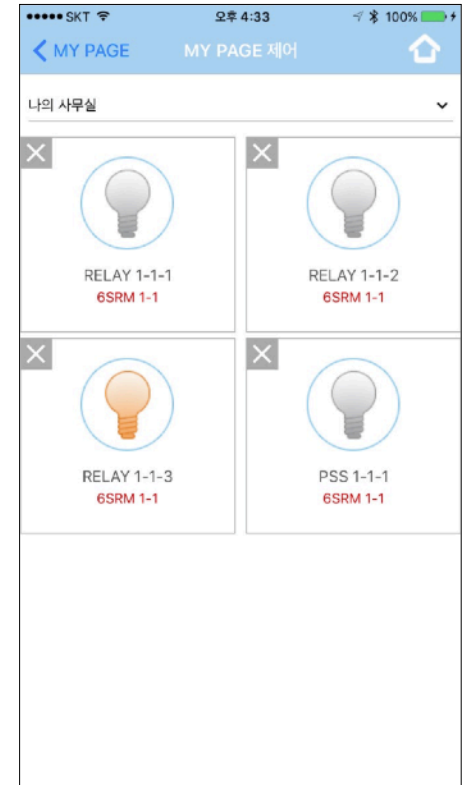 SKT 오후 4:33 100%
MY PAGE MY PAGE 제어
나의 사무실
RELAY 1-1-1 RELAY 1-1-2
6SRM 1-1 6SRM 1-1
RELAY 1-1-3 PSS 1-1-1
6SRM 1-1 6SRM 1-1